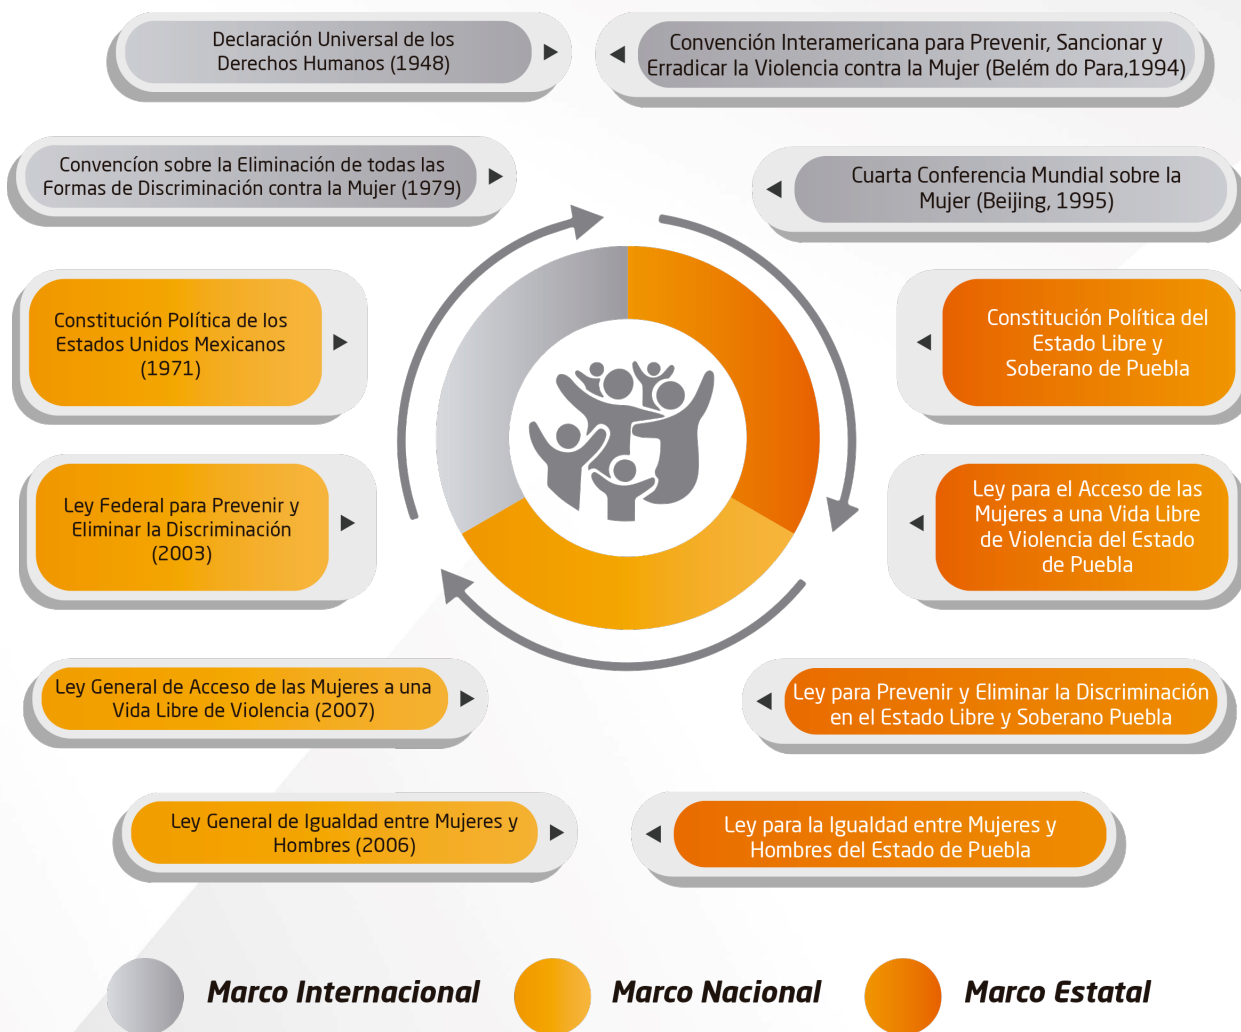 Declaración Universal de los
Derechos Humanos (1948)
Convención Interamericana para Prevenir, Sancionar y
Erradicar la Violencia contra la Mujer (Belém do Para,1994)
Convencíon sobre la Eliminación de todas las
Formas de Discriminación contra la Mujer (1979)
Cuarta Conferencia Mundial sobre la
Mujer (Beijing, 1995)
Constitución Política de los
Estados Unidos Mexicanos
(1971)
Constitución Política del
Estado Libre y
Soberano de Puebla
Ley Federal para Prevenir y
Eliminar la Discriminación
(2003)
Ley para el Acceso de las
Mujeres a una Vida Libre
de Violencia del Estado
de Puebla
Ley General de Acceso de las Mujeres a una
Vida Libre de Violencia (2007)
Ley para Prevenir y Eliminar la Discriminación
en el Estado Libre y Soberano Puebla
Ley General de Igualdad entre Mujeres y
Hombres (2006)
Ley para la Igualdad entre Mujeres y
Hombres del Estado de Puebla
Marco Internacional
Marco Nacional
Marco Estatal